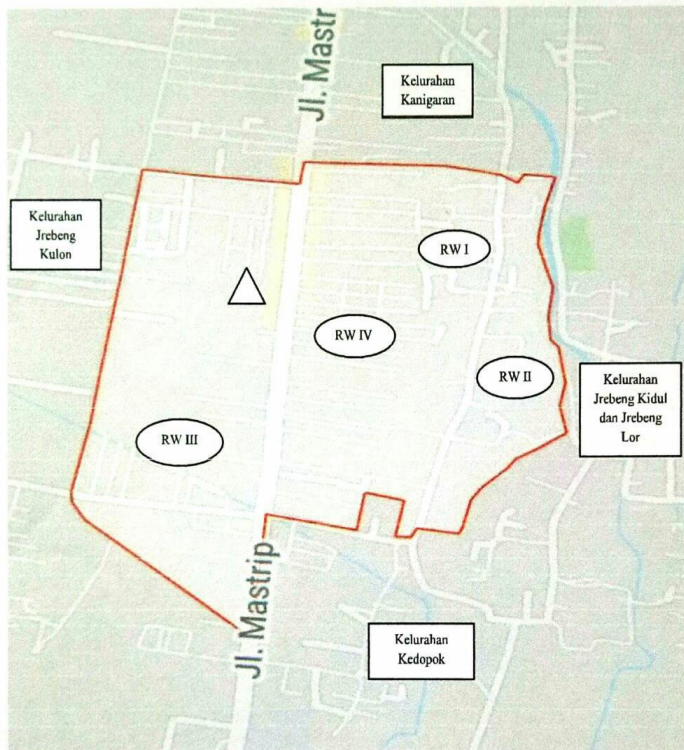 Jl. Mastr
Kelurahan
Kanigaran
Kelurahan
Jrebeng
Kulon
RW I
RW IV
RW II
Kelurahan
Jrebeng Kidul
dan Jrebeng
Lor
RW III
Jl. Mastrip
Kelurahan
Kedopok